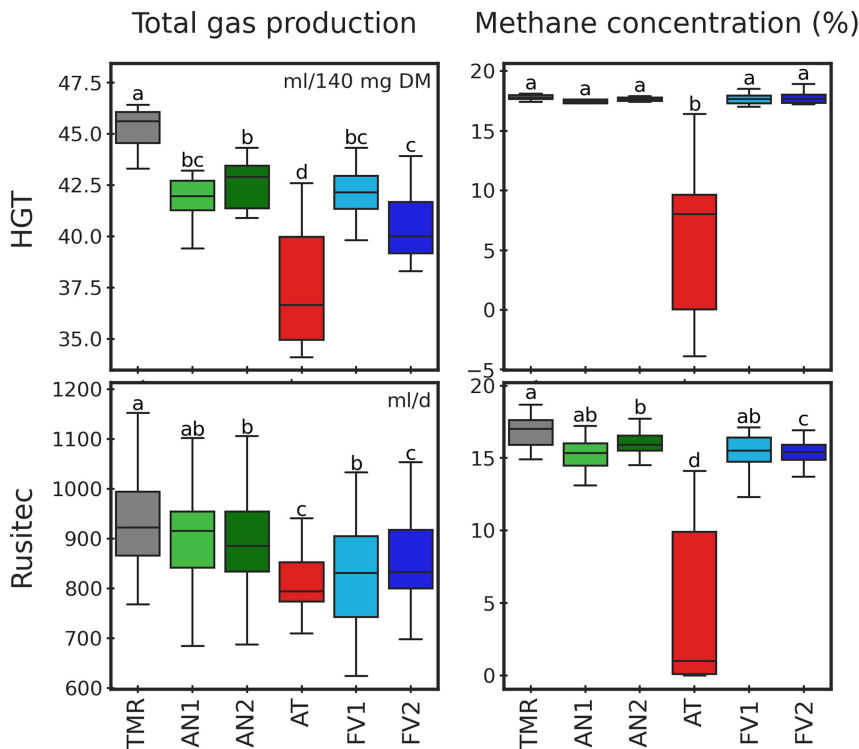 Total gas production
Methane concentration (%)
HGT
47.5
45.0
42.5
40.0
37.5
35.0
ml/140 mg DM
a
bc
b
d
bc
c
20
15
10
5
0
−5
a
a
a
b
a
a
Rusitec
1200
1100
1000
900
800
700
600
ml/d
a
ab
b
c
b
c
20
15
10
5
0
a
ab
b
d
ab
c
TMR
AN1
AN2
AT
FV1
FV2
TMR
AN1
AN2
AT
FV1
FV2